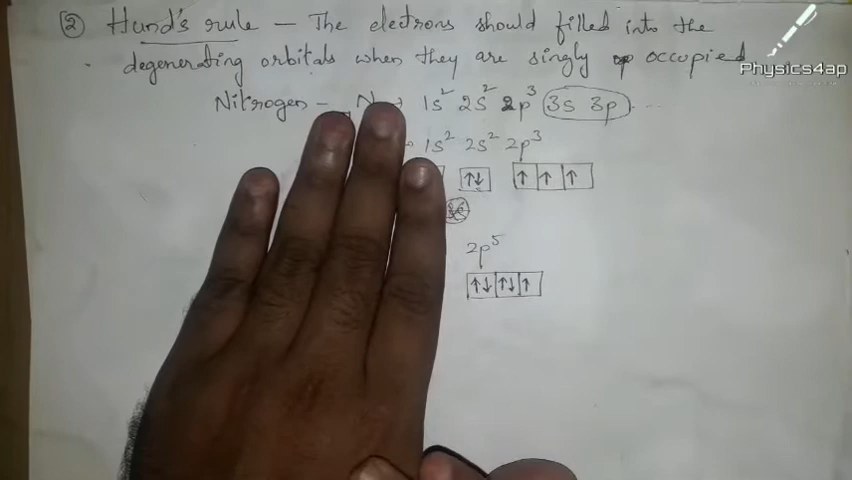 ② Hund's rule - The electrons should filled into the
degenerating orbitals when they are singly occupied
Physics4ap
Nitrogen - N → 1s² 2s² 2p³ 3s 3p ...
→ 1s² 2s² 2p³
↑↓ ↑ ↑ ↑
2p⁵
↑↓ ↑↓ ↑